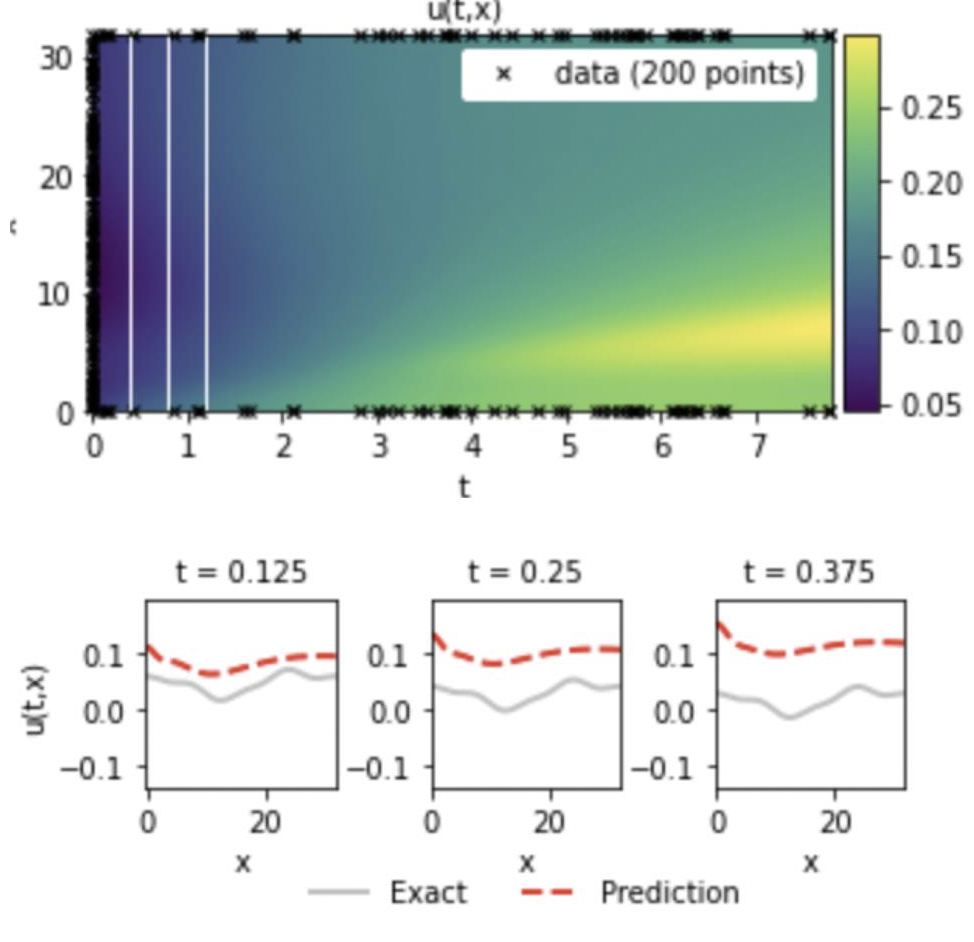 u(t,x)
30
20
10
0
data (200 points)
0.25
0.20
0.15
0.10
0.05
0 1 2 3 4 5 6 7
t
t = 0.125 t = 0.25 t = 0.375
u(t,x)
0.1 0.1 0.1
0.0 0.0 0.0
−0.1 −0.1 −0.1
0 20 0 20 0 20
x x x
Exact Prediction